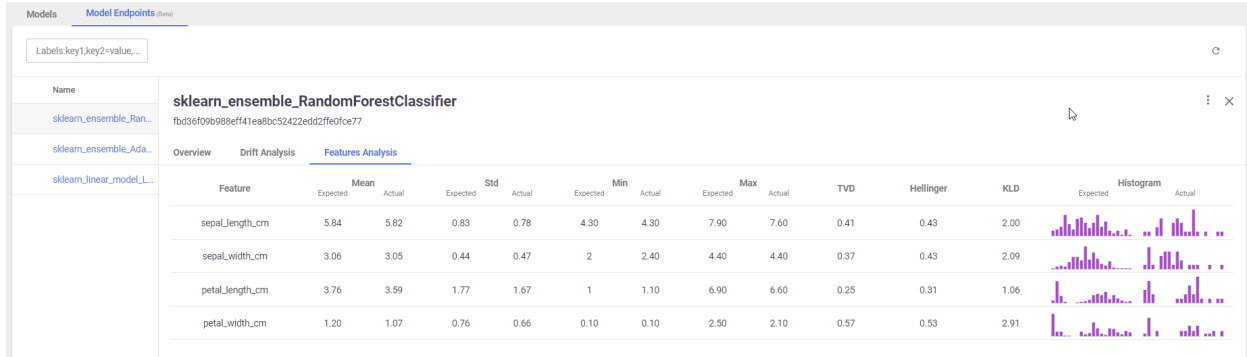 Models Model Endpoints (Beta)
Labels:key1,key2=value,...
Name
sklearn_ensemble_Ran...
sklearn_ensemble_Ada...
sklearn_linear_model_L...
sklearn_ensemble_RandomForestClassifier
fbd36f09b988eff41ea8bc52422edd2ffe0fce77
Overview Drift Analysis Features Analysis
Feature Mean Std Min Max TVD Hellinger KLD Histogram
Expected Actual Expected Actual Expected Actual Expected Actual Expected Actual
sepal_length_cm 5.84 5.82 0.83 0.78 4.30 4.30 7.90 7.60 0.41 0.43 2.00
sepal_width_cm 3.06 3.05 0.44 0.47 2 2.40 4.40 4.40 0.37 0.43 2.09
petal_length_cm 3.76 3.59 1.77 1.67 1 1.10 6.90 6.60 0.25 0.31 1.06
petal_width_cm 1.20 1.07 0.76 0.66 0.10 0.10 2.50 2.10 0.57 0.53 2.91